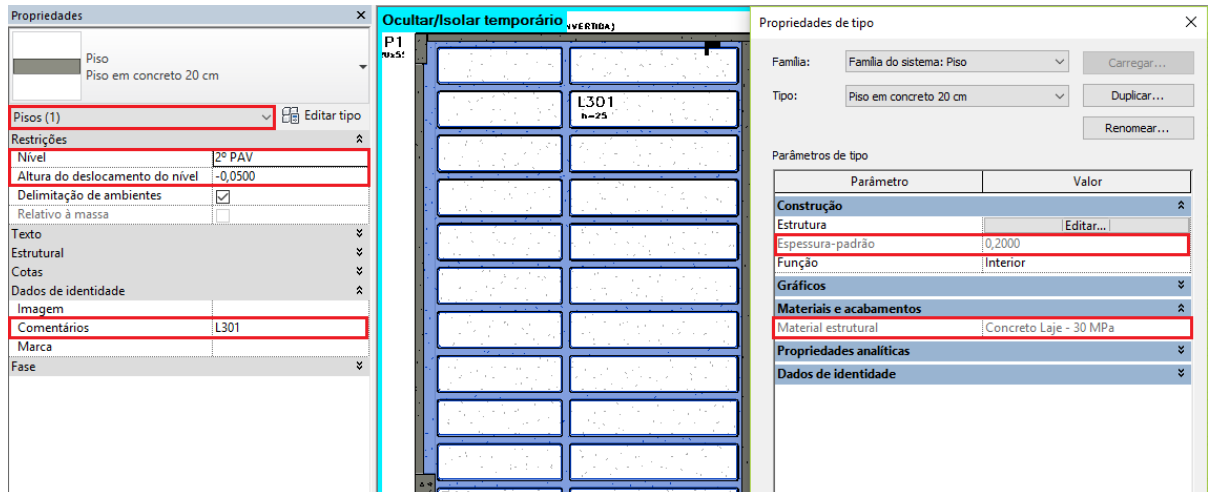 Propriedades
Piso
Piso em concreto 20 cm
Pisos (1)
Editar tipo
Restrições
Nível 2º PAV
Altura do deslocamento do nível -0,0500
Delimitação de ambientes
Relativo à massa
Texto
Estrutural
Cotas
Dados de identidade
Imagem
Comentários L301
Marca
Fase
Ocultar/Isolar temporário
P1
L301
h=25
Propriedades de tipo
Família: Família do sistema: Piso Carregar...
Tipo: Piso em concreto 20 cm Duplicar...
Renomear...
Parâmetros de tipo
Parâmetro Valor
Construção
Estrutura Editar...
Espessura-padrão 0,2000
Função Interior
Gráficos
Materiais e acabamentos
Material estrutural Concreto Laje - 30 MPa
Propriedades analíticas
Dados de identidade